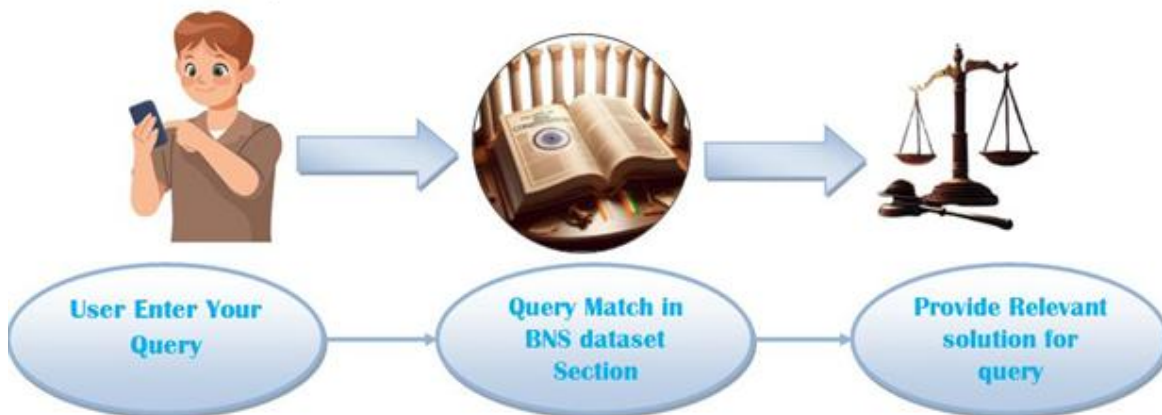 User Enter Your
Query
Query Match in
BNS dataset
Section
Provide Relevant
solution for
query